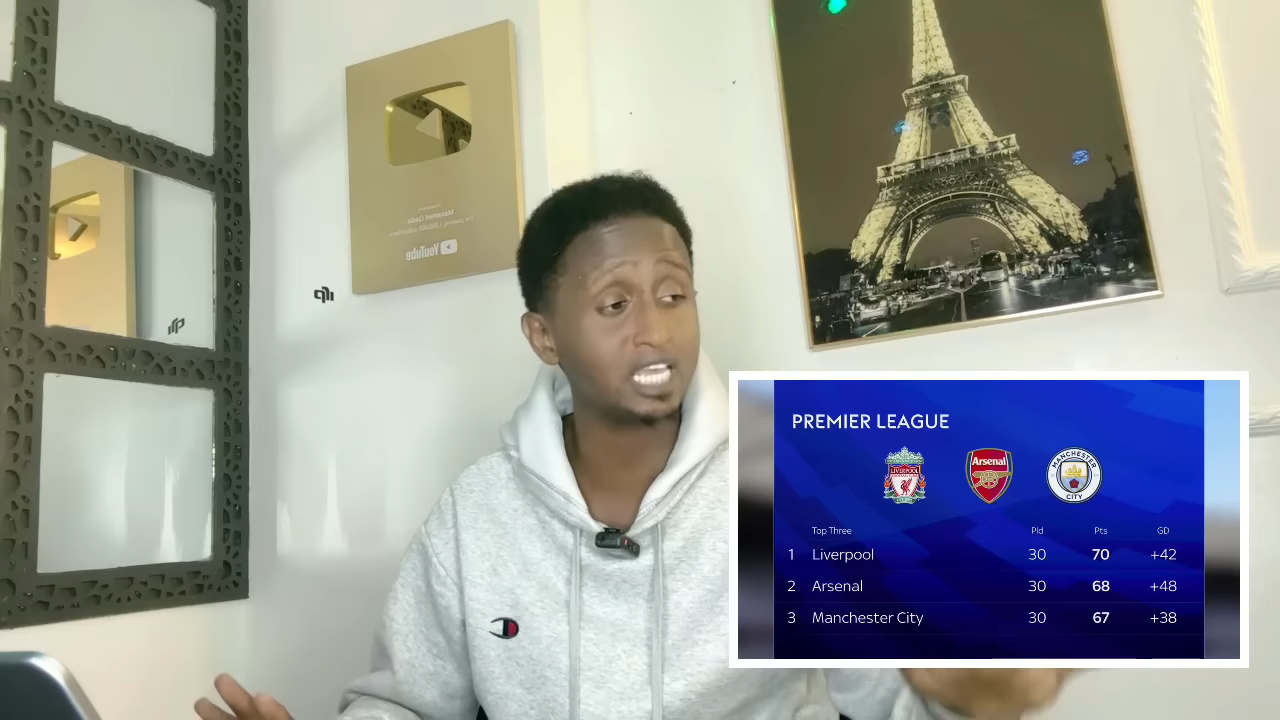 YouTube
PREMIER LEAGUE
LIVERPOOL
Arsenal
MANCHESTER
CITY
Top Three Pld Pts GD
1 Liverpool 30 70 +42
2 Arsenal 30 68 +48
3 Manchester City 30 67 +38